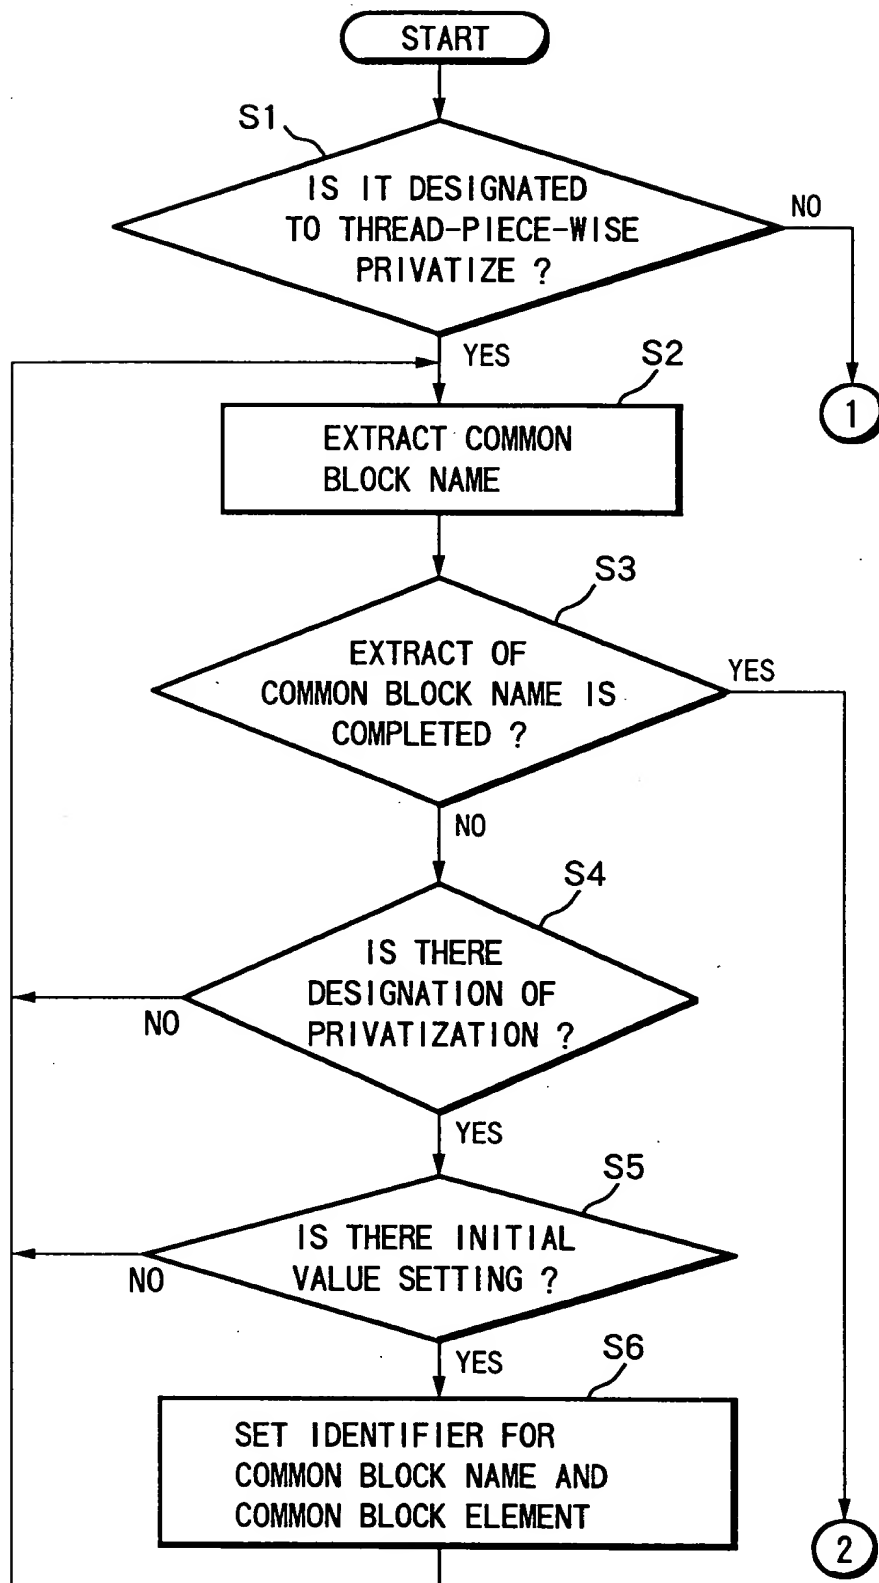 START
S1
IS IT DESIGNATED
TO THREAD-PIECE-WISE
PRIVATIZE ?
NO
YES
S2
1
EXTRACT COMMON
BLOCK NAME
S3
EXTRACT OF
COMMON BLOCK NAME IS
COMPLETED ?
YES
NO
S4
IS THERE
DESIGNATION OF
PRIVATIZATION ?
NO
YES
S5
IS THERE INITIAL
VALUE SETTING ?
NO
YES
S6
SET IDENTIFIER FOR
COMMON BLOCK NAME AND
COMMON BLOCK ELEMENT
2